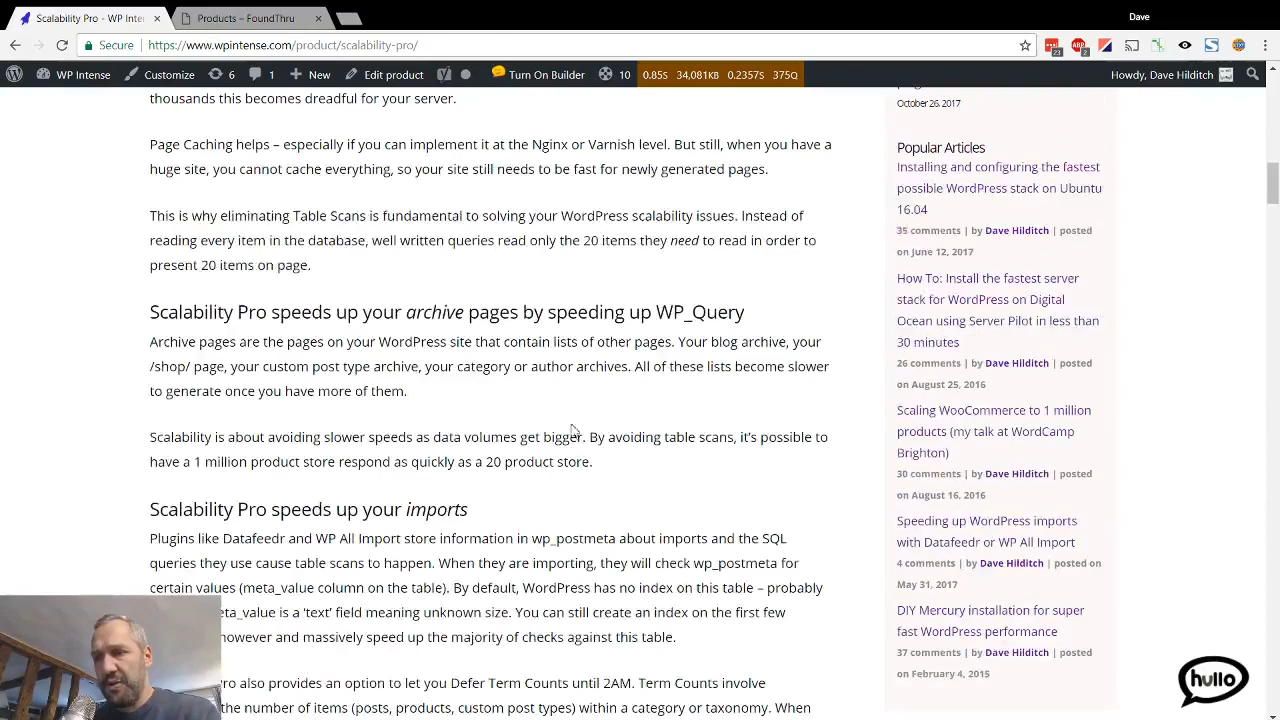 Scalability Pro - WP Inte
Products – FoundThru
Dave
Secure
https://www.wpintense.com/product/scalability-pro/
23
2
WP Intense
Customize
6
1
New
Edit product
Turn On Builder
10
0.85S 34,081KB 0.2357S 375Q
Howdy, Dave Hilditch
thousands this becomes dreadful for your server.
Page Caching helps – especially if you can implement it at the Nginx or Varnish level. But still, when you have a
huge site, you cannot cache everything, so your site still needs to be fast for newly generated pages.
This is why eliminating Table Scans is fundamental to solving your WordPress scalability issues. Instead of
reading every item in the database, well written queries read only the 20 items they need to read in order to
present 20 items on page.
Scalability Pro speeds up your archive pages by speeding up WP_Query
Archive pages are the pages on your WordPress site that contain lists of other pages. Your blog archive, your
/shop/ page, yout custom post type archive, your category or author archives. All of these lists become slower
to generate once you have more of them.
Scalability is about avoiding slower speeds as data volumes get bigger. By avoiding table scans, it's possible to
have a 1 million product store respond as quickly as a 20 product store.
Scalability Pro speeds up your imports
Plugins like Datafeedr and WP All Import store information in wp_postmeta about imports and the SQL
queries they use cause table scans to happen. When they are importing, they will check wp_postmeta for
certain values (meta_value column on the table). By default, WordPress has no index on this table – probably
eta_value is a 'text' field meaning unknown size. You can still create an index on the first few
however and massively speed up the majority of checks against this table.
ro also provides an option to let you Defer Term Counts until 2AM. Term Counts involve
the number of items (posts, products, custom post types) within a category or taxonomy. When
October 26, 2017
Popular Articles
Installing and configuring the fastest
possible WordPress stack on Ubuntu
16.04
35 comments | by Dave Hilditch | posted
on June 12, 2017
How To: Install the fastest server
stack for WordPress on Digital
Ocean using Server Pilot in less than
30 minutes
26 comments | by Dave Hilditch | posted
on August 25, 2016
Scaling WooCommerce to 1 million
products (my talk at WordCamp
Brighton)
30 comments | by Dave Hilditch | posted
on August 16, 2016
Speeding up WordPress imports
with Datafeedr or WP All Import
4 comments | by Dave Hilditch | posted on
May 31, 2017
DIY Mercury installation for super
fast WordPress performance
37 comments | by Dave Hilditch | posted
on February 4, 2015
hullo